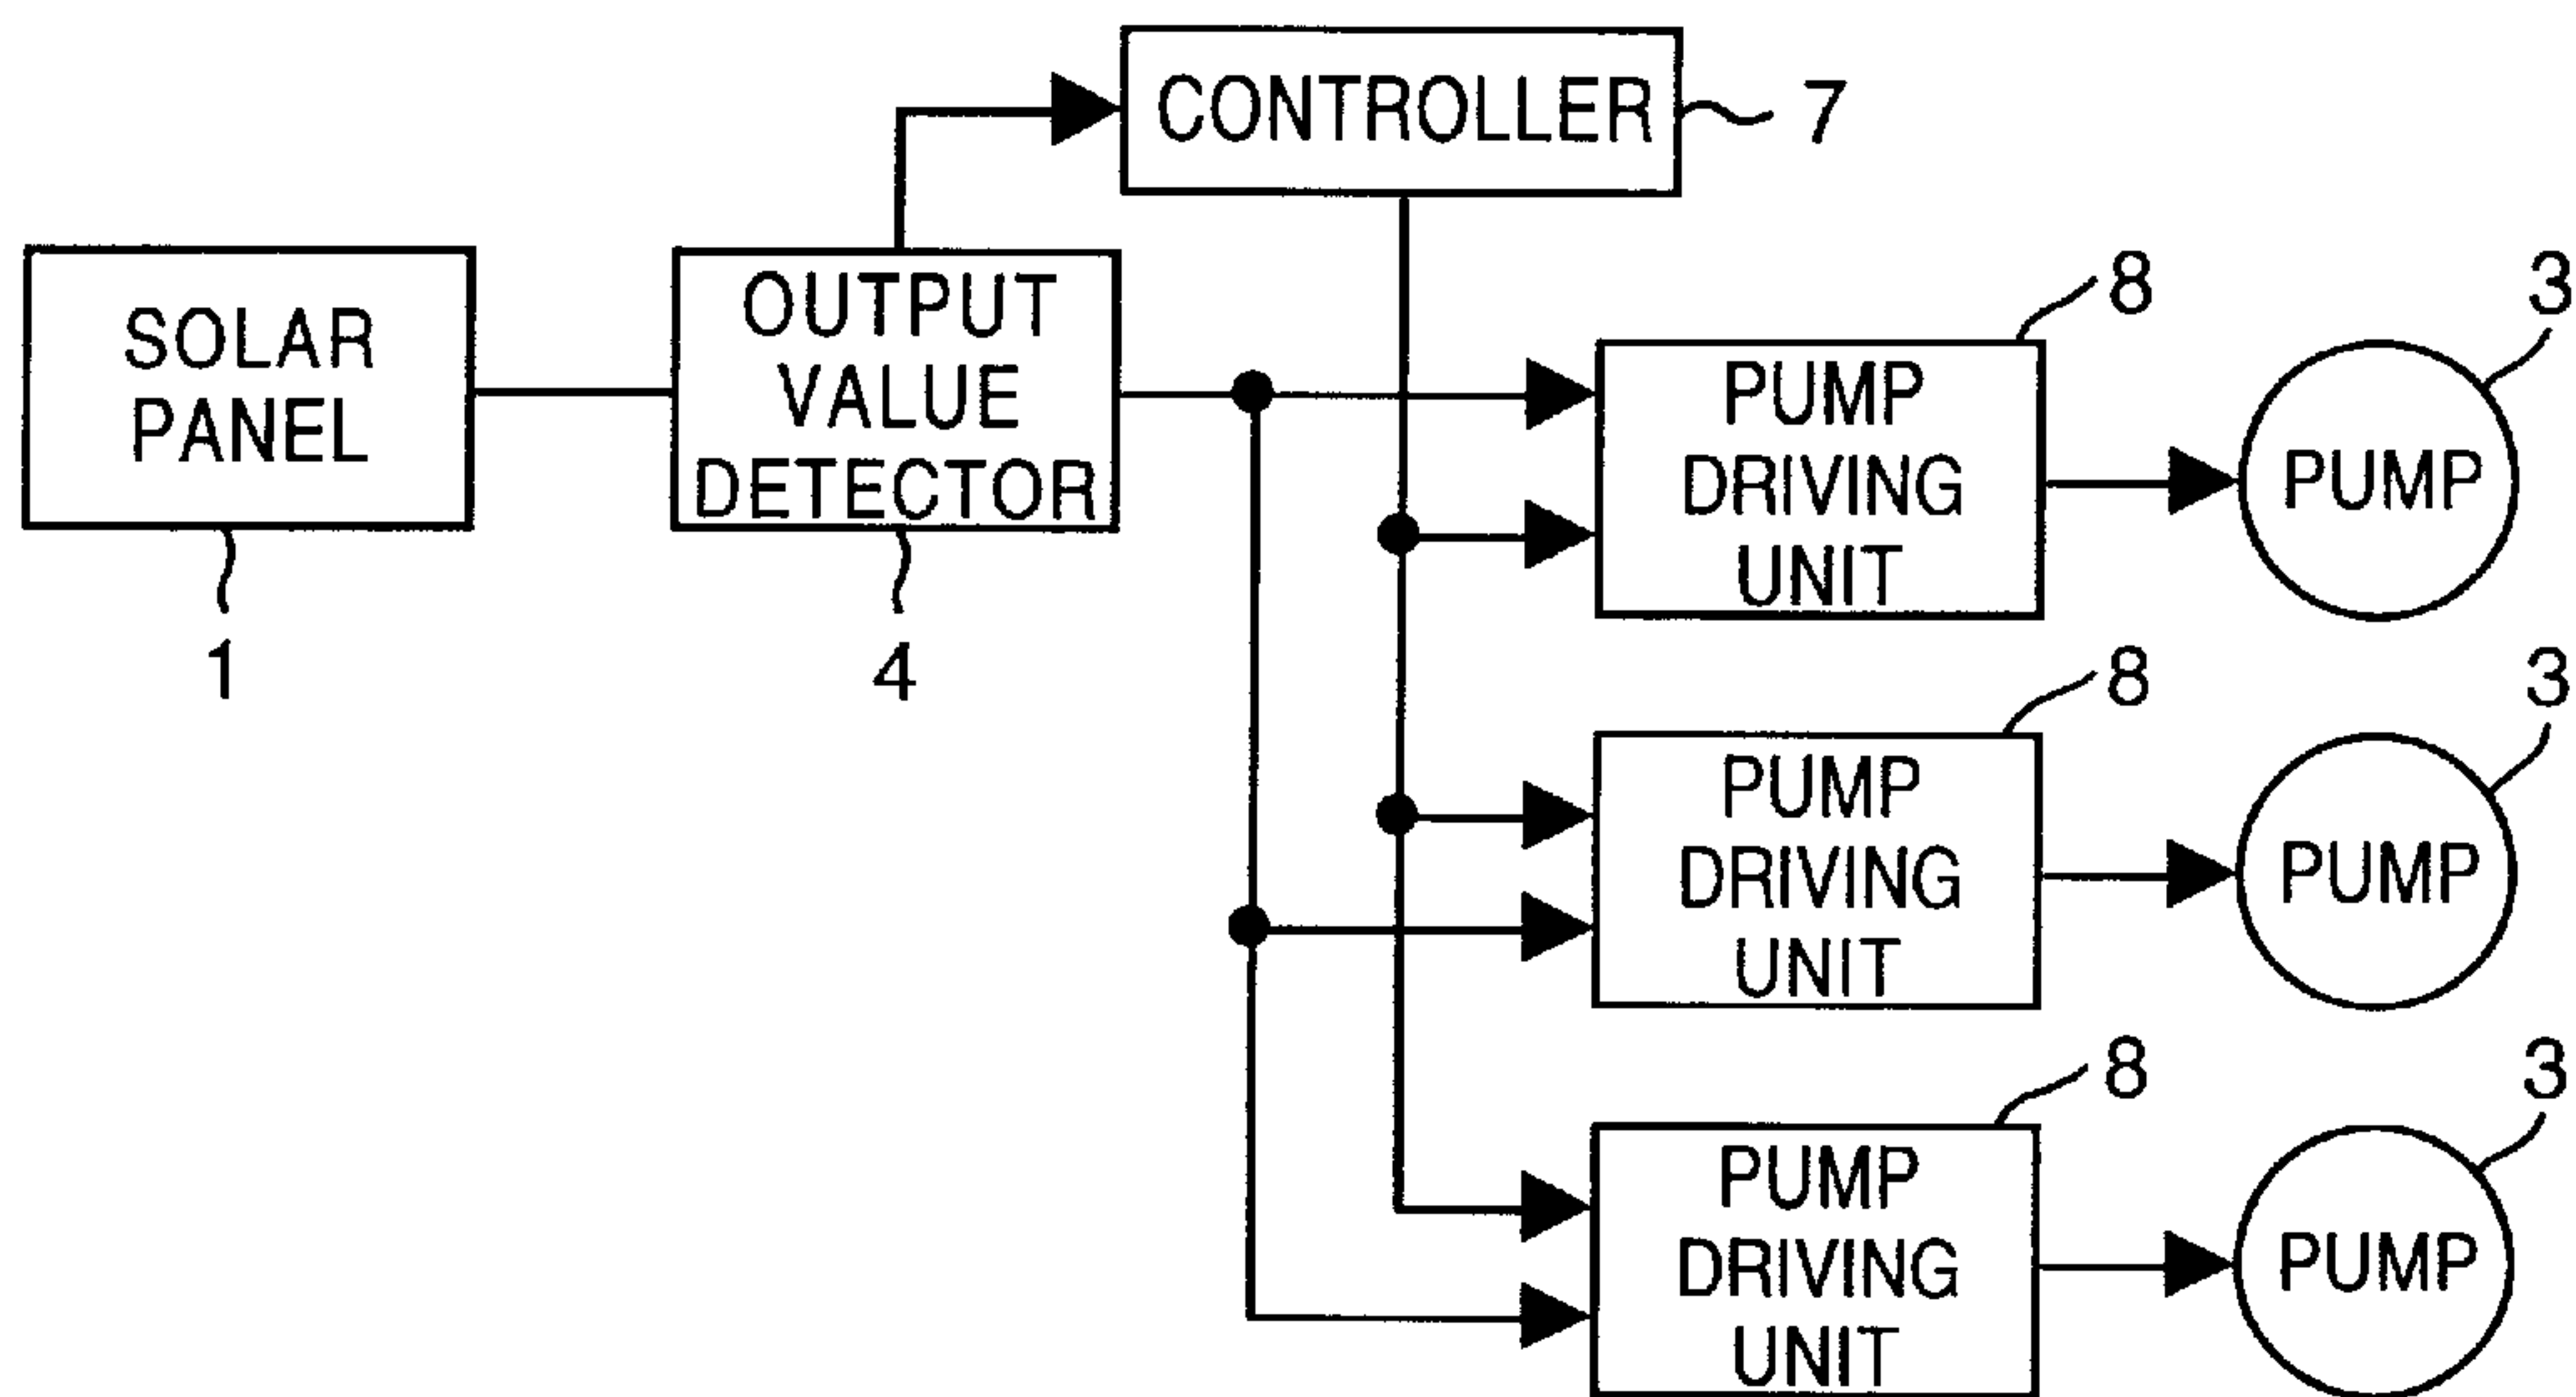 CONTROLLER
7
SOLAR
PANEL
1
OUTPUT
VALUE
DETECTOR
4
8
PUMP
DRIVING
UNIT
3
PUMP
8
PUMP
DRIVING
UNIT
3
PUMP
8
PUMP
DRIVING
UNIT
3
PUMP